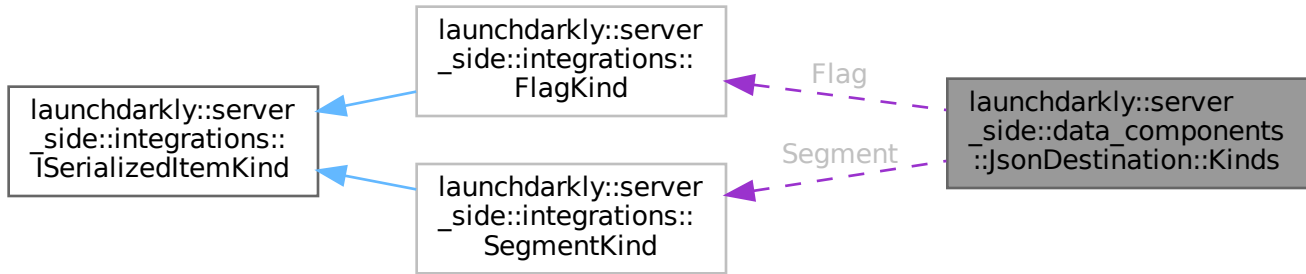 launchdarkly::server
_side::integrations::
ISerializedItemKind
launchdarkly::server
_side::integrations::
FlagKind
launchdarkly::server
_side::integrations::
SegmentKind
Flag
Segment
launchdarkly::server
_side::data_components
::JsonDestination::Kinds